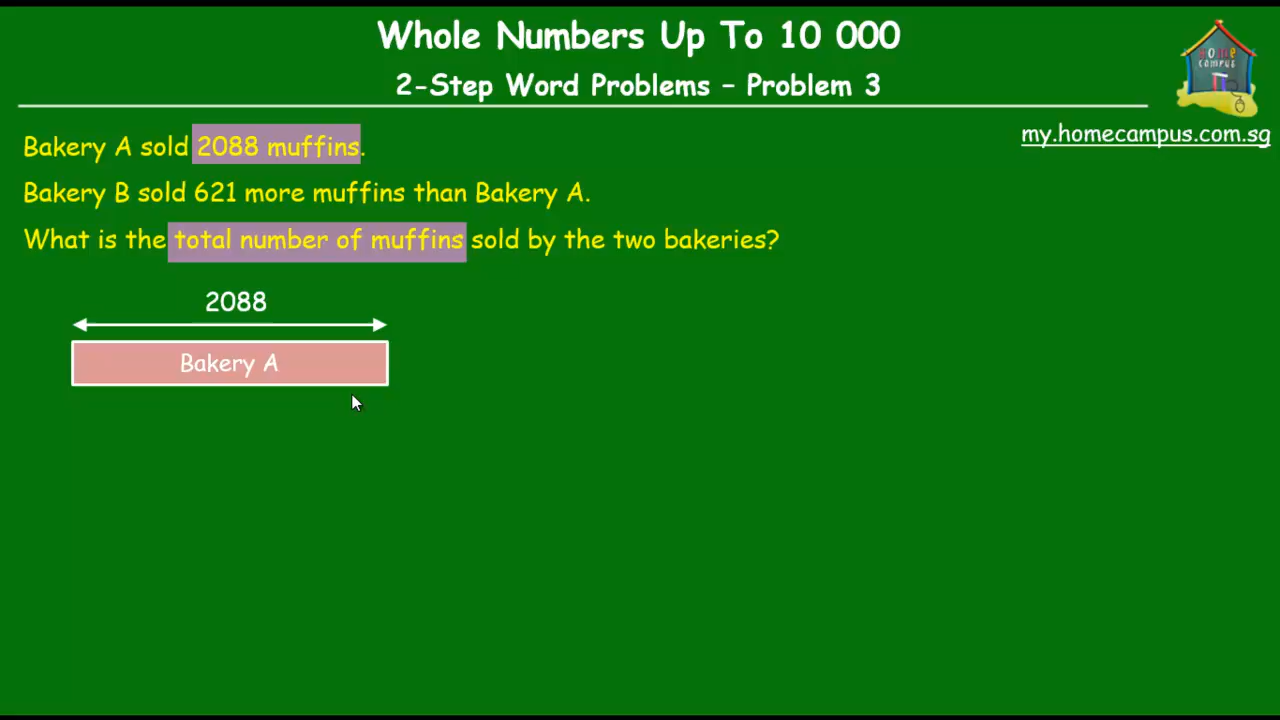 Whole Numbers Up To 10 000
2-Step Word Problems – Problem 3
Home
campus
my.homecampus.com.sg
Bakery A sold 2088 muffins.
Bakery B sold 621 more muffins than Bakery A.
What is the total number of muffins sold by the two bakeries?
2088
Bakery A